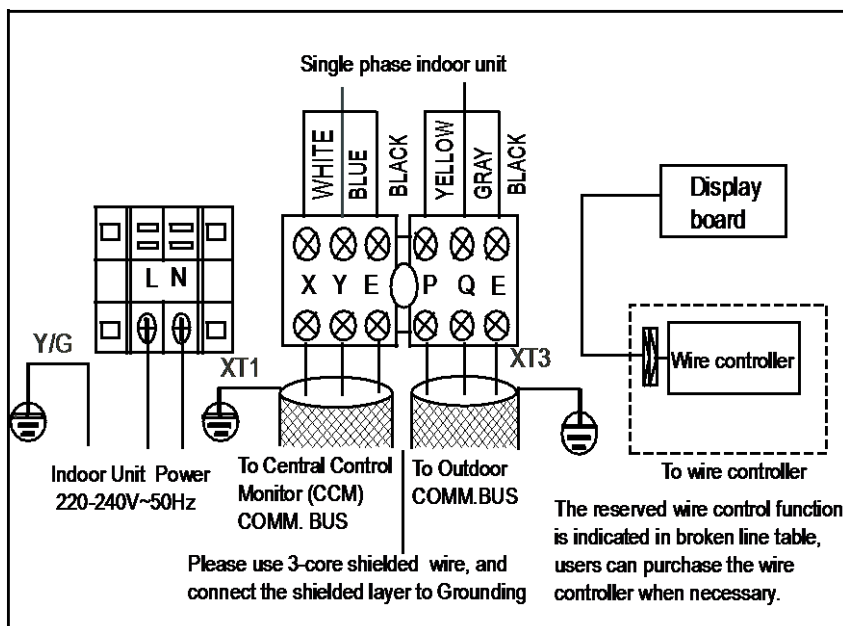 Single phase indoor unit
WHITE
BLUE
BLACK
YELLOW
GRAY
BLACK
Display
board
L N
X Y E P Q E
Y/G
XT1
XT3
Wire controller
Indoor Unit Power
220-240V~50Hz
To Central Control
Monitor (CCM)
COMM. BUS
To Outdoor
COMM.BUS
To wire controller
Please use 3-core shielded wire, and
connect the shielded layer to Grounding
The reserved wire control function
is indicated in broken line table,
users can purchase the wire
controller when necessary.